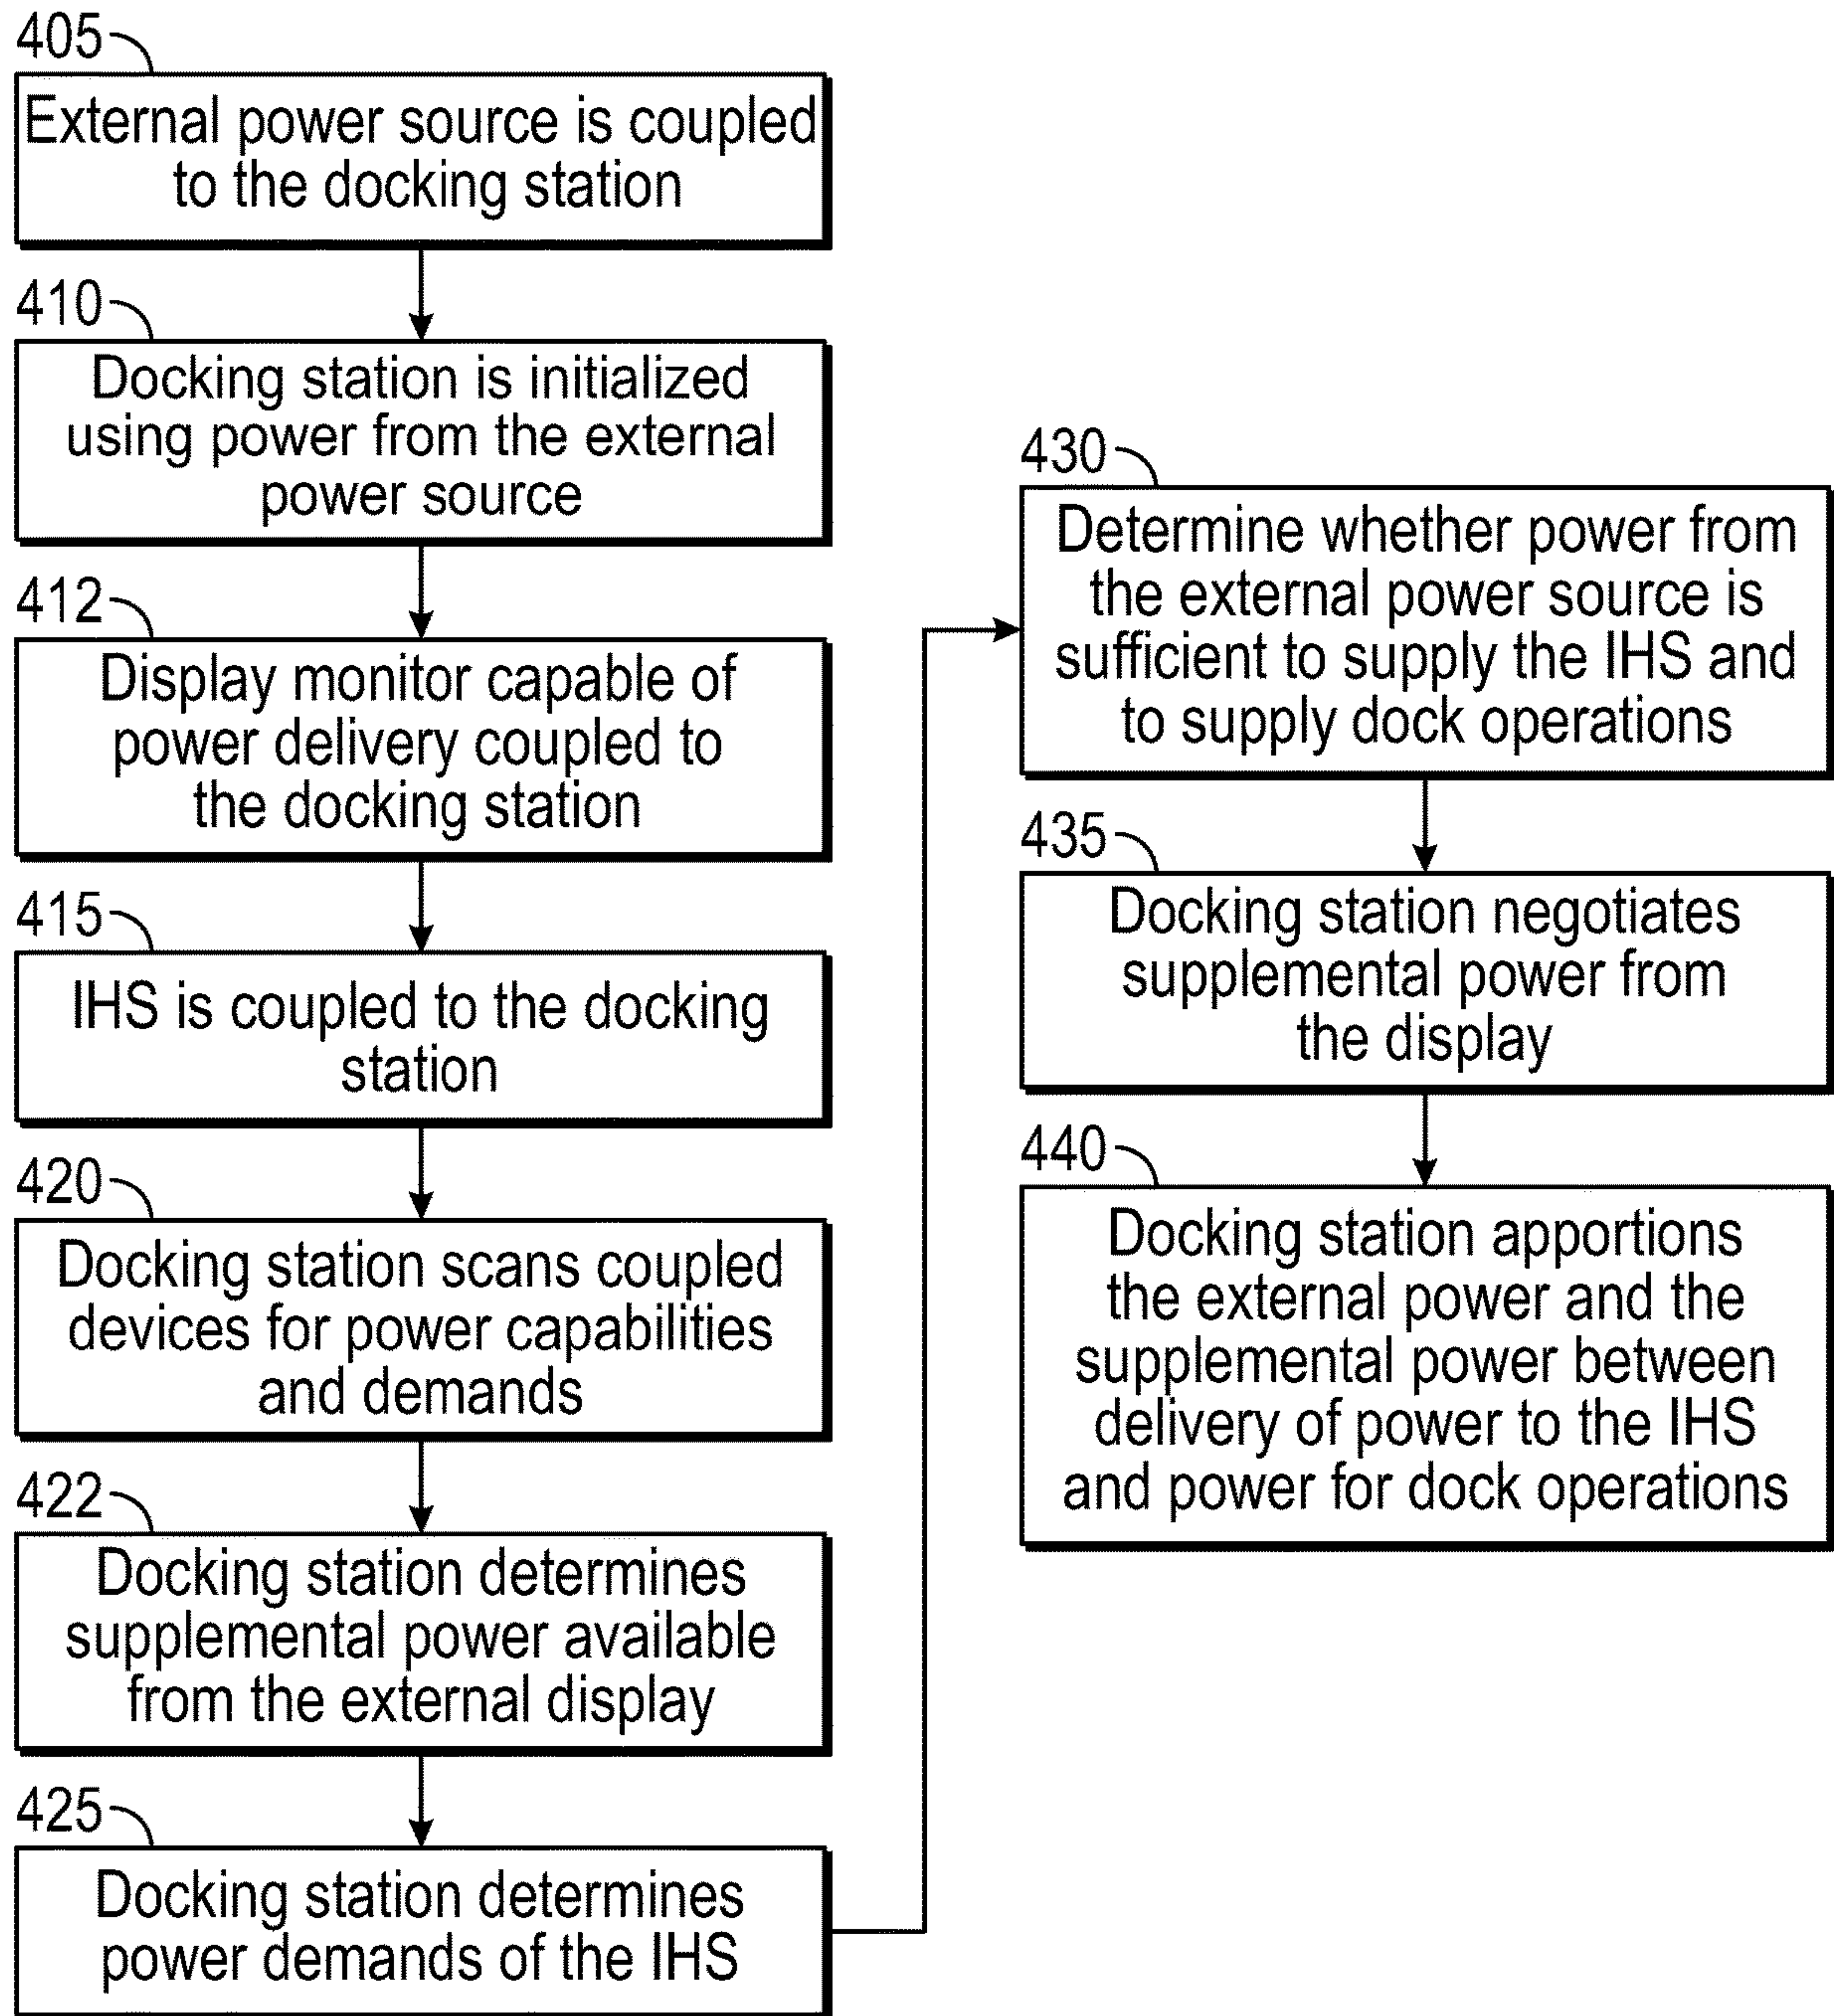 405
External power source is coupled
to the docking station
410
Docking station is initialized
using power from the external
power source
412
Display monitor capable of
power delivery coupled to
the docking station
415
IHS is coupled to the docking
station
420
Docking station scans coupled
devices for power capabilities
and demands
422
Docking station determines
supplemental power available
from the external display
425
Docking station determines
power demands of the IHS
430
Determine whether power from
the external power source is
sufficient to supply the IHS and
to supply dock operations
435
Docking station negotiates
supplemental power from
the display
440
Docking station apportions
the external power and the
supplemental power between
delivery of power to the IHS
and power for dock operations